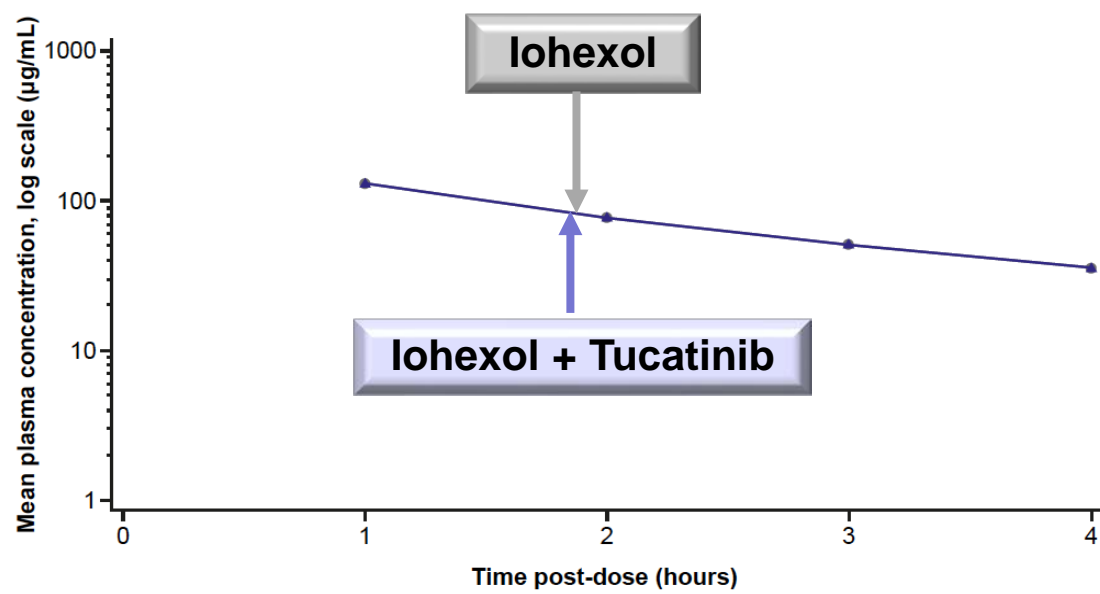 Mean plasma concentration, log scale (µg/mL)
1000
100
10
1
Iohexol
Iohexol + Tucatinib
0 1 2 3 4
Time post-dose (hours)